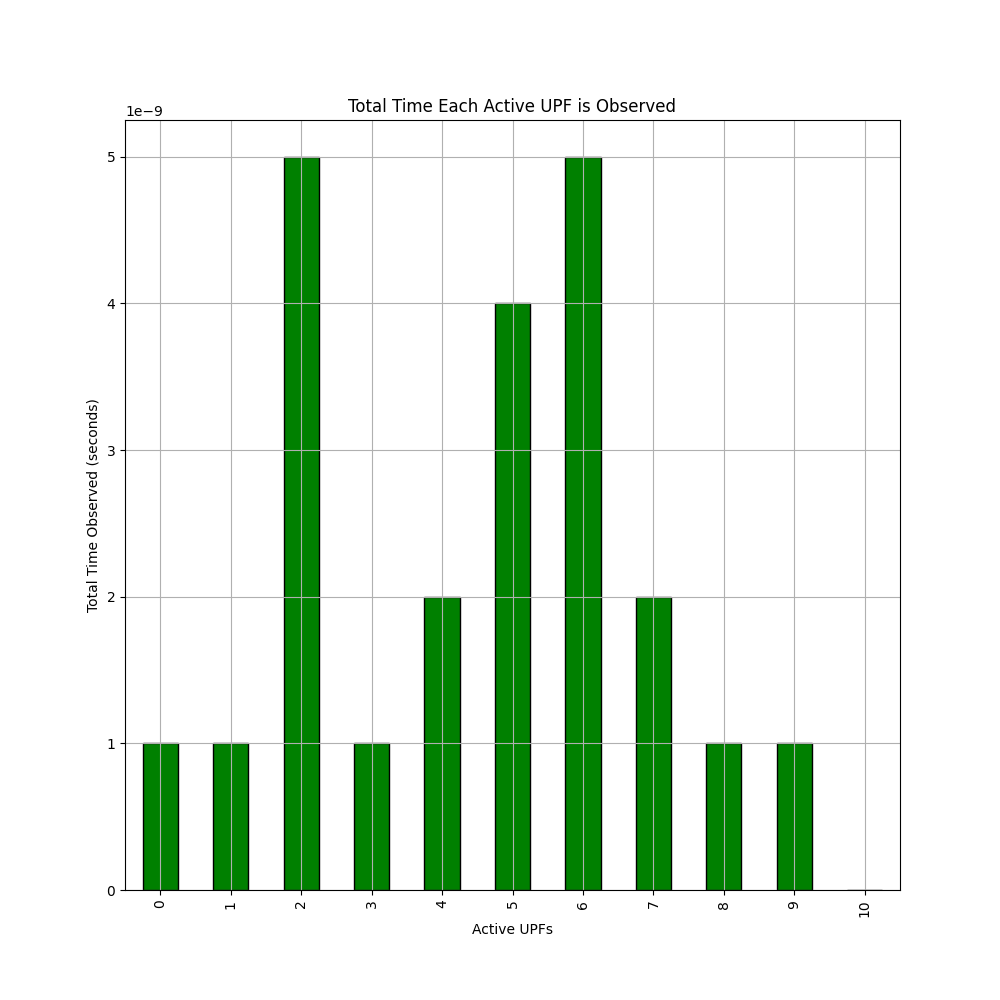 Total Time Each Active UPF is Observed
1e−9
5
4
3
2
1
0
Total Time Observed (seconds)
0 1 2 3 4 5 6 7 8 9 10
Active UPFs